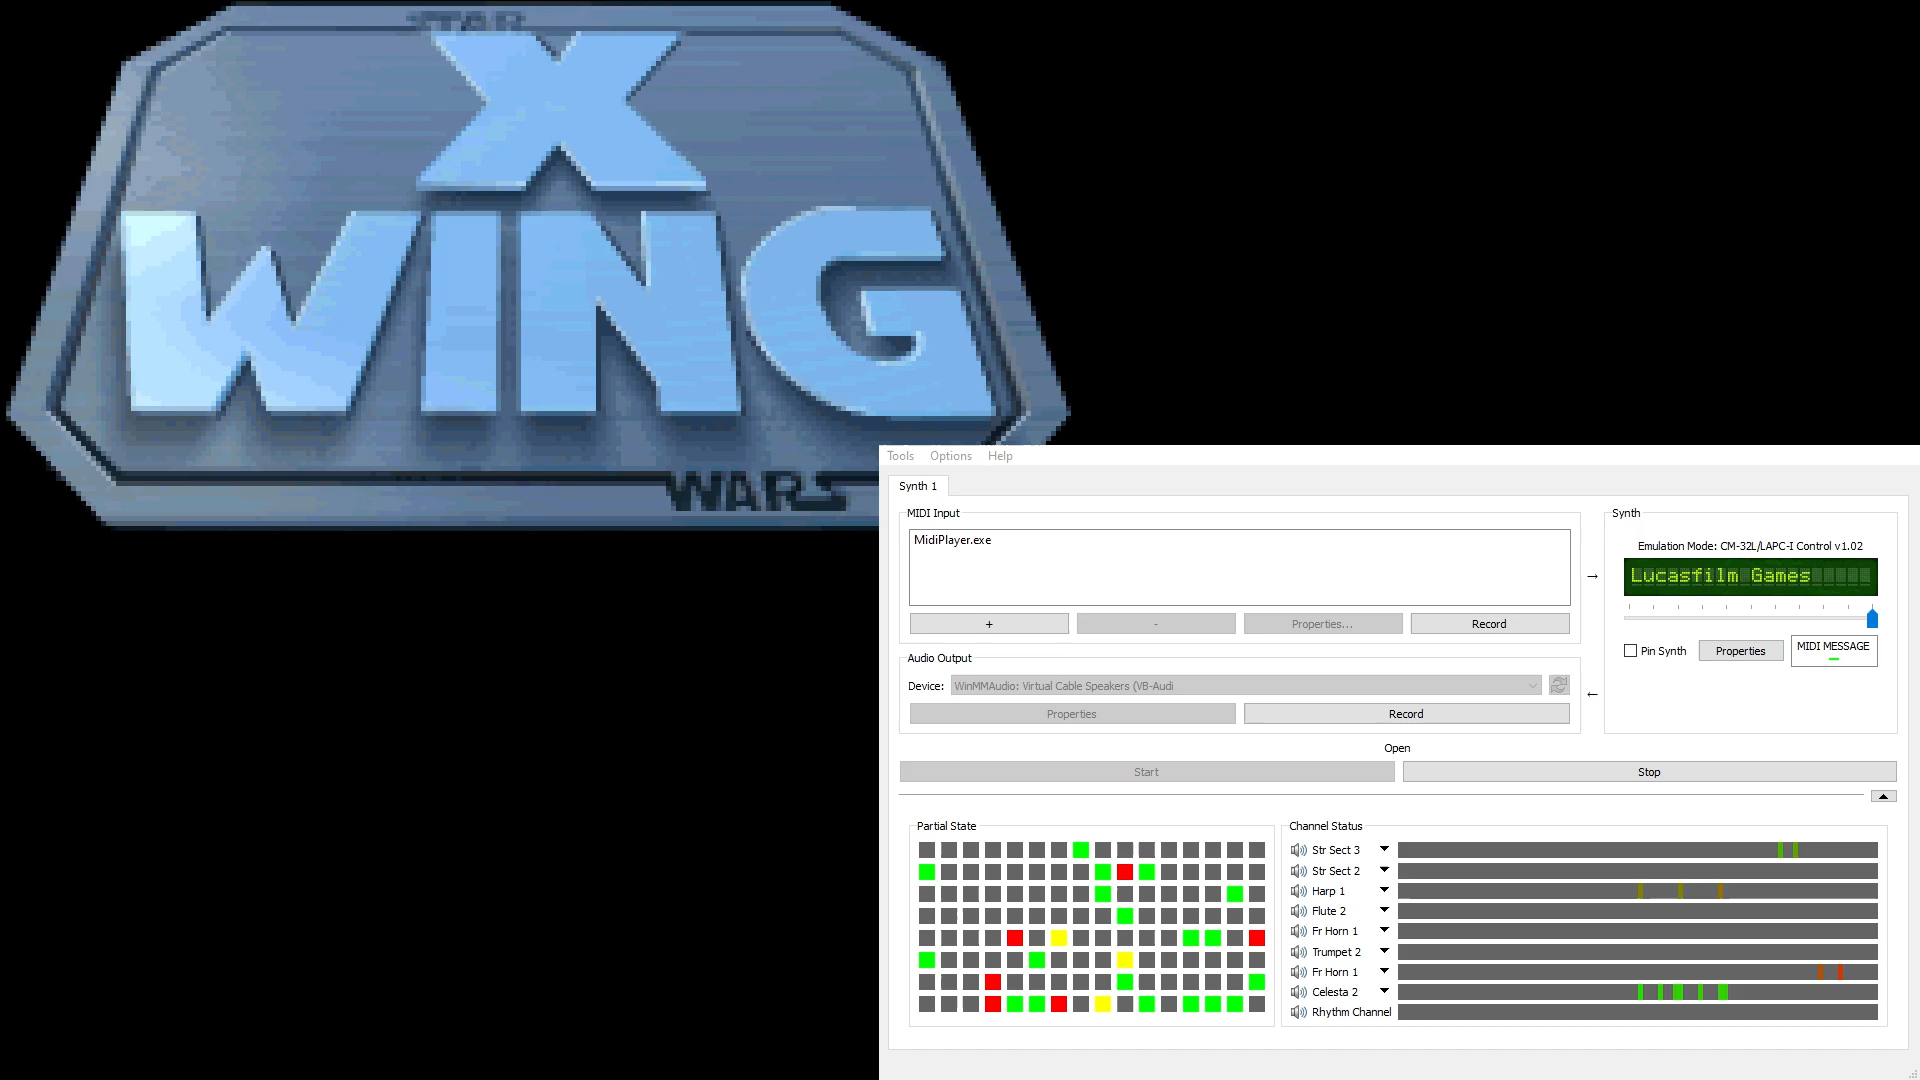 STAR
X
WING
WARS
Tools Options Help
Synth 1
MIDI Input
MidiPlayer.exe
+ - Properties... Record
Audio Output
Device: WinMMAudio: Virtual Cable Speakers (VB-Audi
Properties Record
→
←
Synth
Emulation Mode: CM-32L/LAPC-I Control v1.02
Lucasfilm Games
Pin Synth Properties MIDI MESSAGE
Open
Start Stop
Partial State
Channel Status
Str Sect 3
Str Sect 2
Harp 1
Flute 2
Fr Horn 1
Trumpet 2
Fr Horn 1
Celesta 2
Rhythm Channel